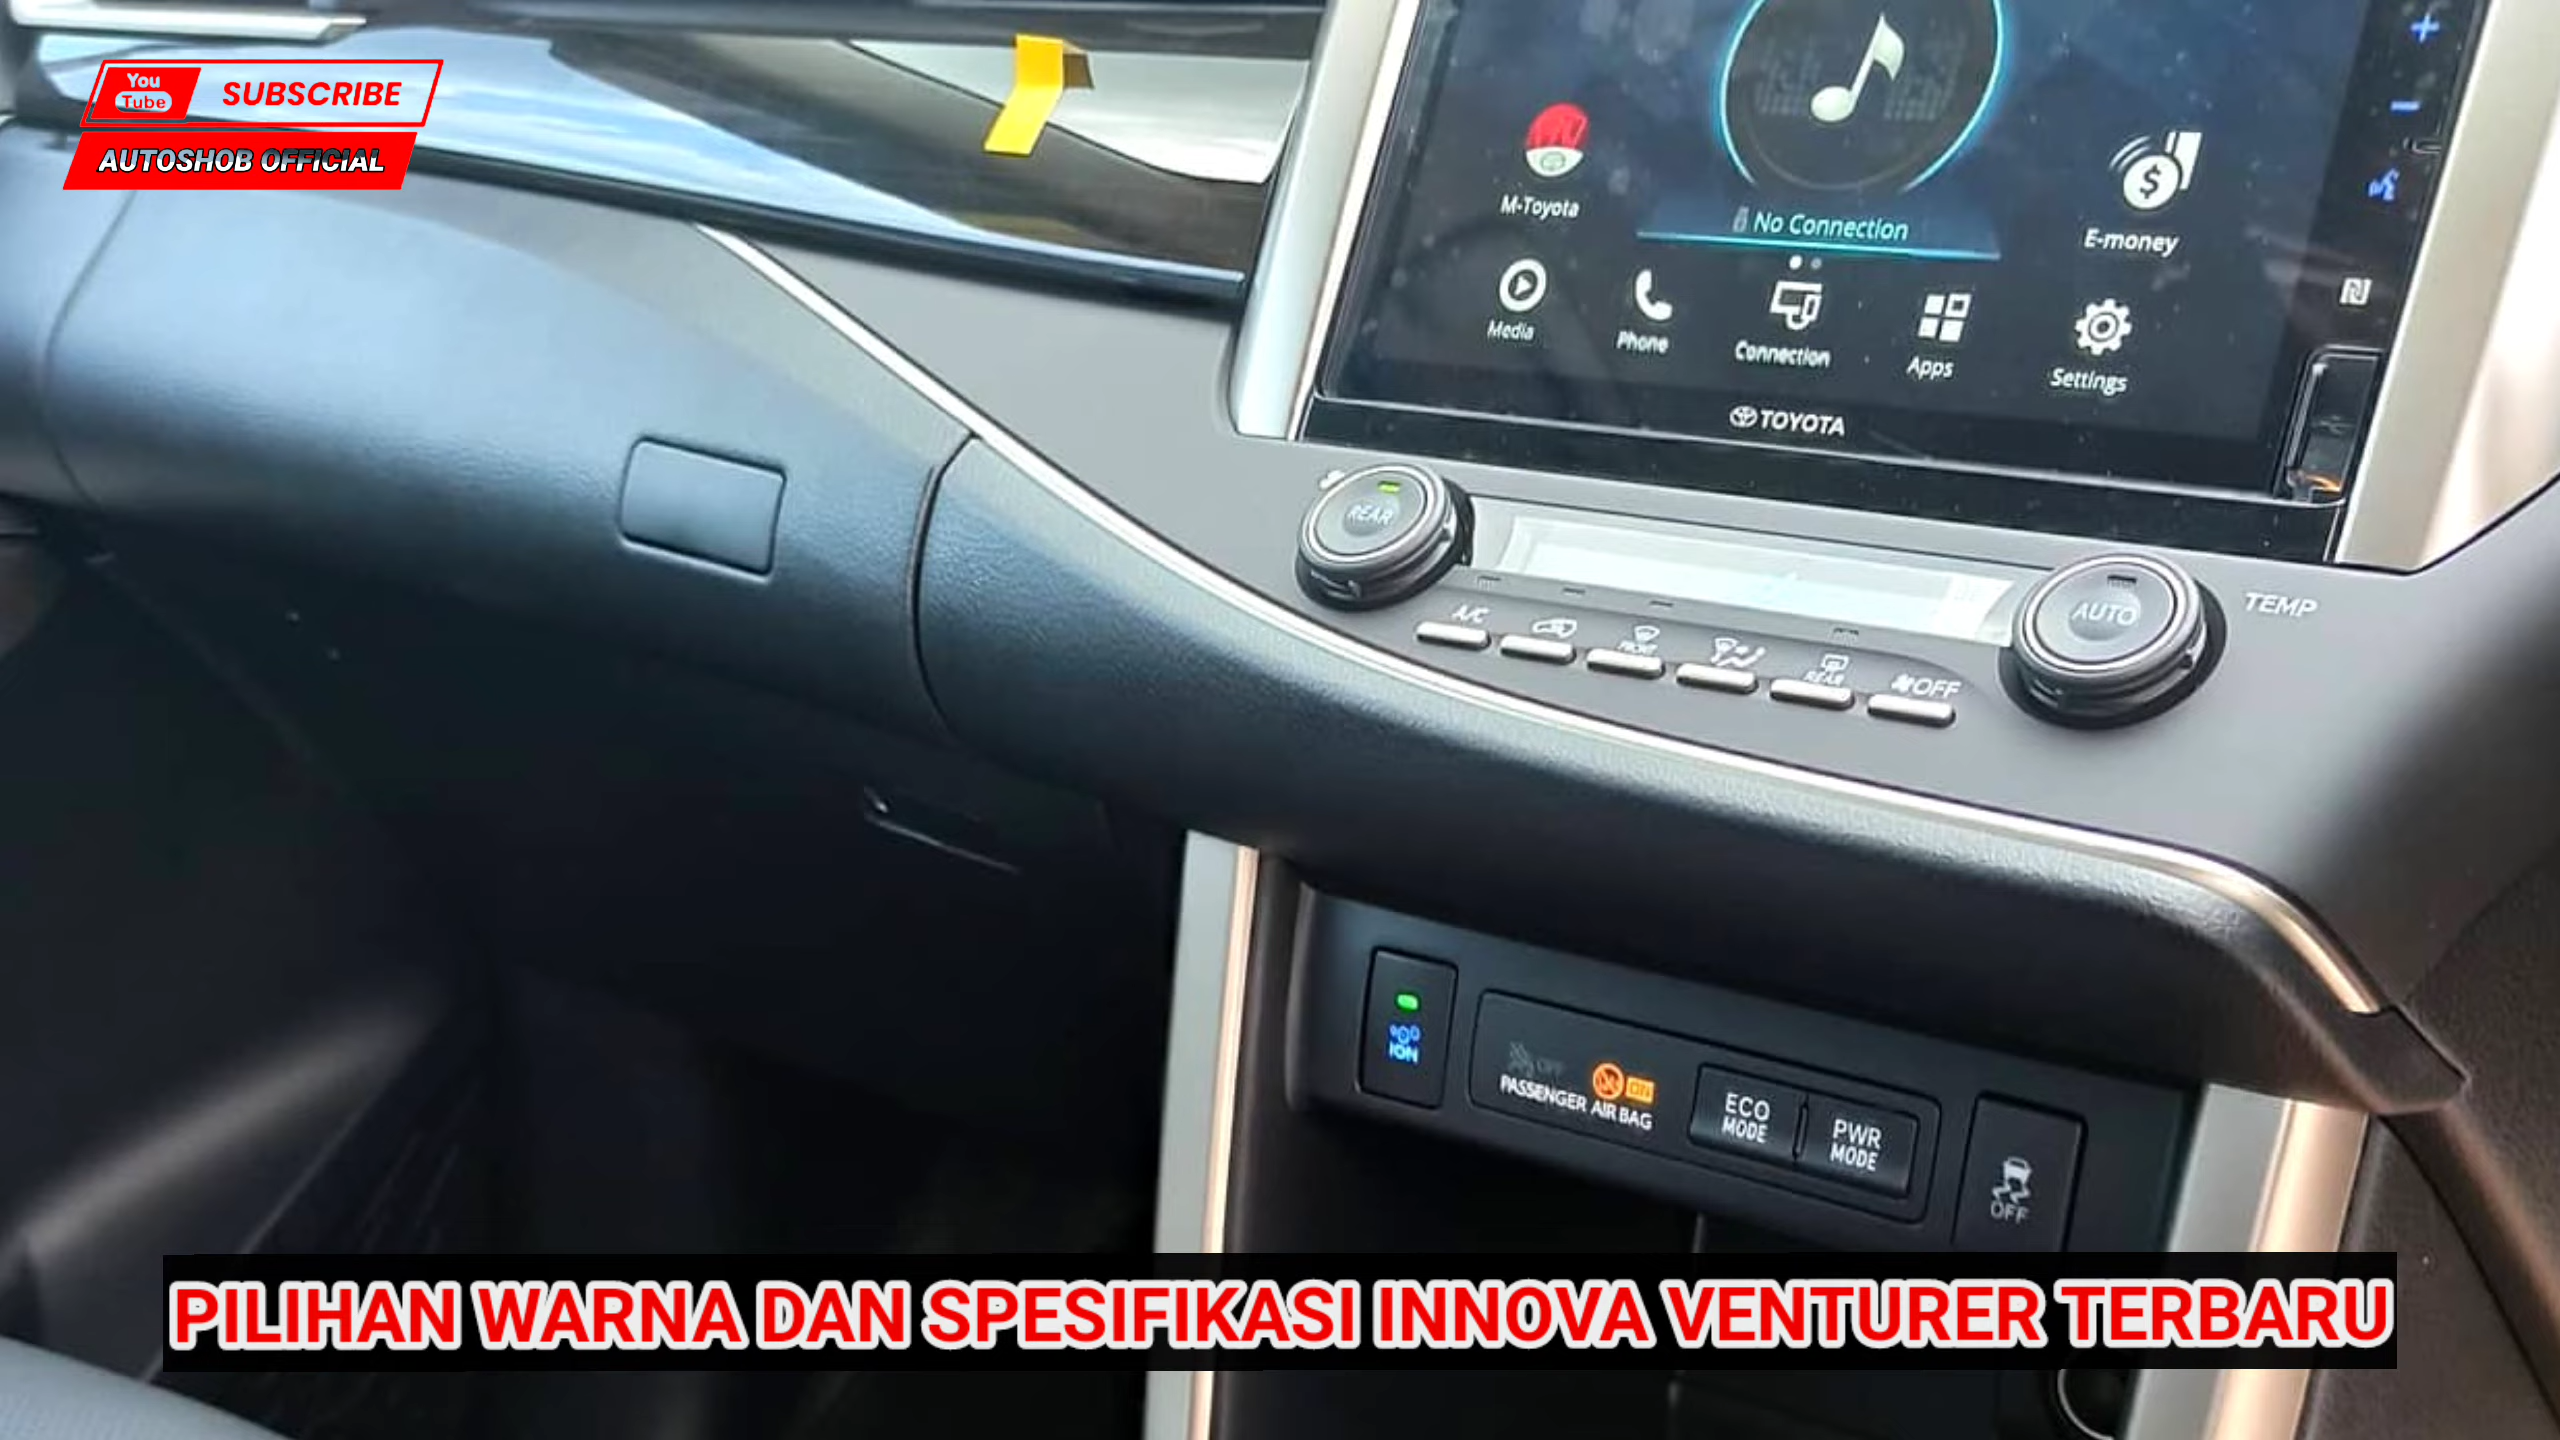 You
Tube
SUBSCRIBE
AUTOSHOB OFFICIAL
M-Toyota
No Connection
E-money
Media
Phone
Connection
Apps
Settings
TOYOTA
REAR
AUTO
TEMP
A/C
FRONT
REAR
OFF
ION
OFF
ON
PASSENGER AIR BAG
ECO
MODE
PWR
MODE
OFF
PILIHAN WARNA DAN SPESIFIKASI INNOVA VENTURER TERBARU